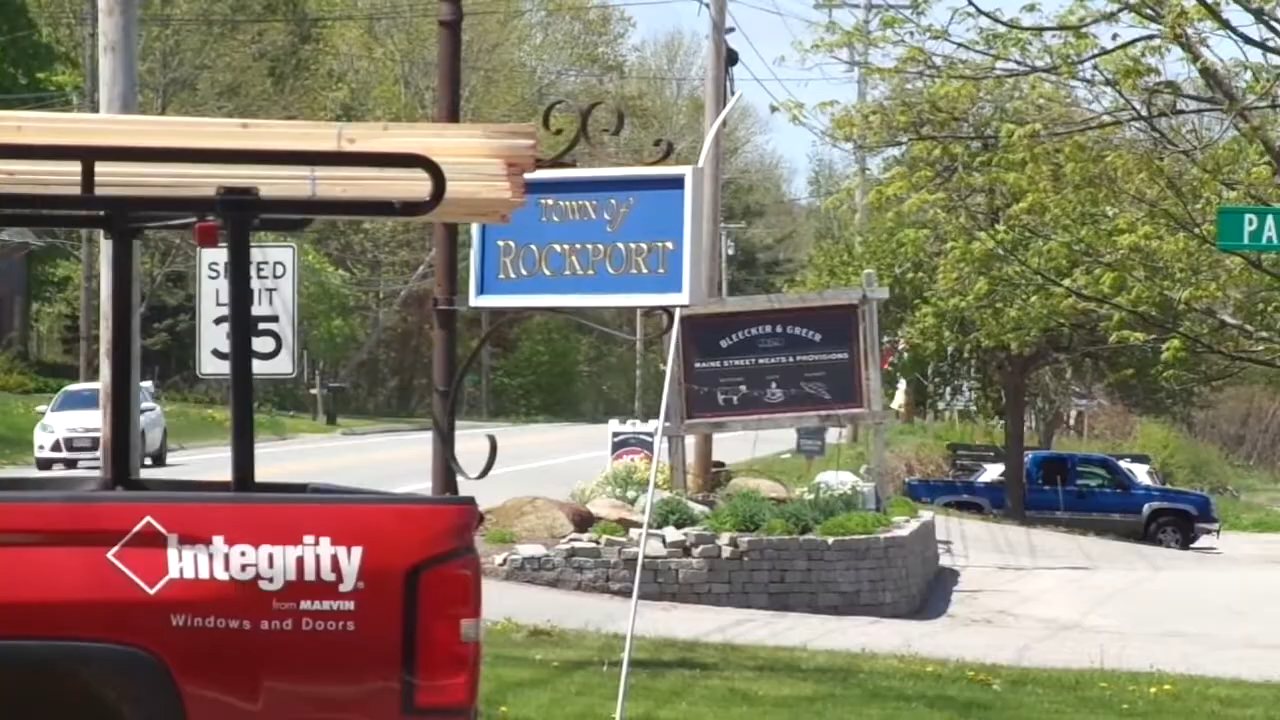 TOWN Of
ROCKPORT
SPEED
LIMIT
35
BLEECKER & GREER
MAINE STREET MEATS & PROVISIONS
PA
Integrity
from MARVIN
Windows and Doors